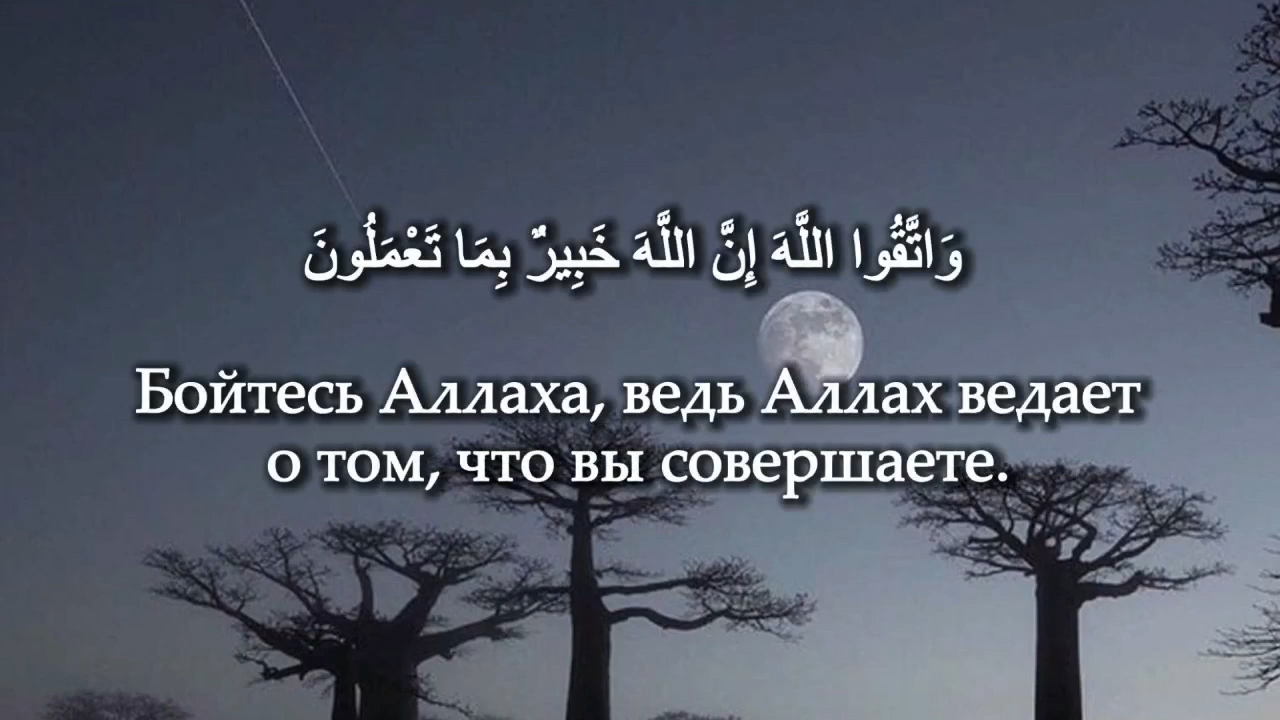 وَاتَّقُوا اللَّهَ إِنَّ اللَّهَ خَبِيرٌ بِمَا تَعْمَلُونَ
Бойтесь Аллаха, ведь Аллах ведает
о том, что вы совершаете.